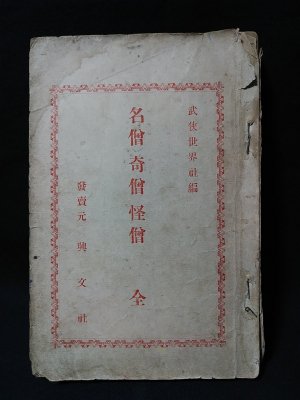 武俠世界社編
名僧奇僧怪僧　全
發賣元　興文社